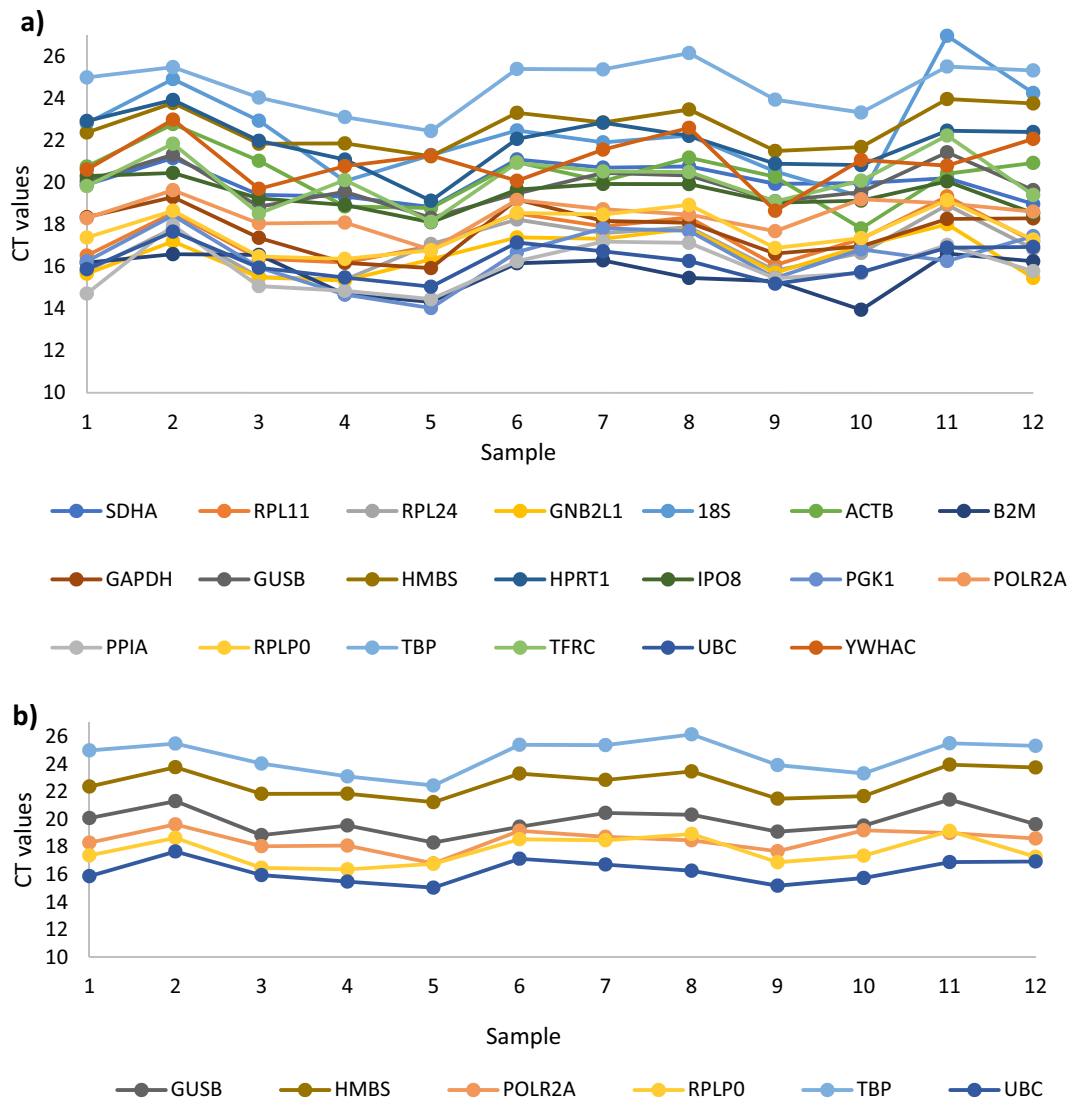 a)
26
24
22
20
18
16
14
12
10
CT values
1 2 3 4 5 6 7 8 9 10 11 12
Sample
SDHA RPL11 RPL24 GNB2L1 18S ACTB B2M
GAPDH GUSB HMBS HPRT1 IPO8 PGK1 POLR2A
PPIA RPLP0 TBP TFRC UBC YWHAC
b)
26
24
22
20
18
16
14
12
10
CT values
1 2 3 4 5 6 7 8 9 10 11 12
Sample
GUSB HMBS POLR2A RPLP0 TBP UBC